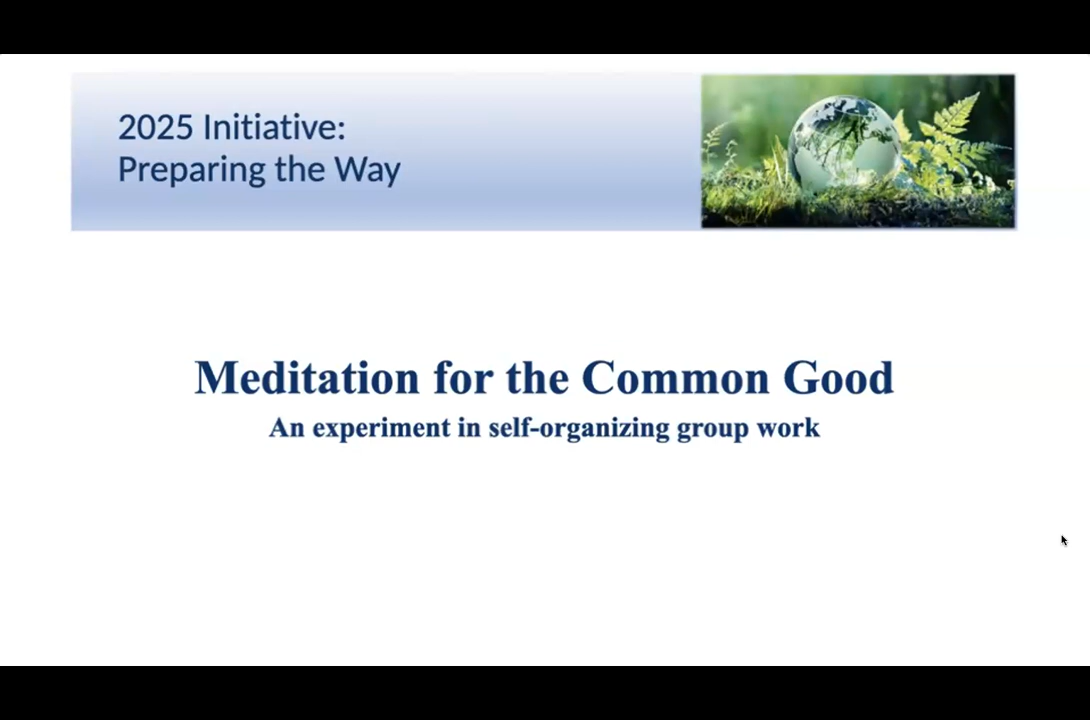 2025 Initiative:
Preparing the Way
Meditation for the Common Good
An experiment in self-organizing group work